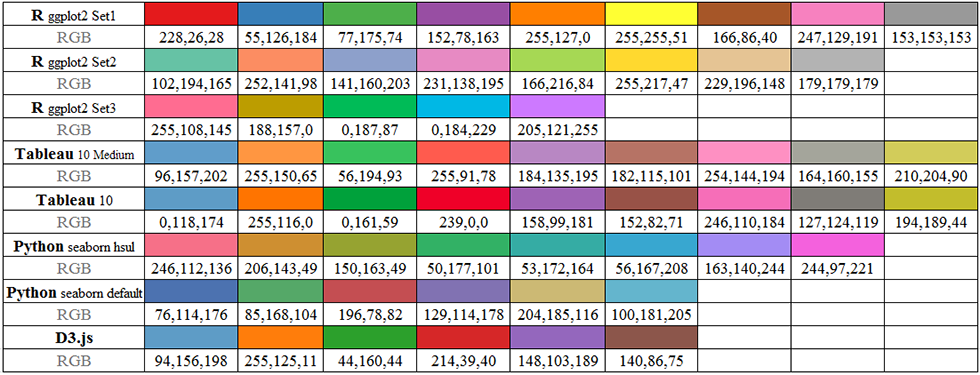 R ggplot2 Set1
RGB 228,26,28 55,126,184 77,175,74 152,78,163 255,127,0 255,255,51 166,86,40 247,129,191 153,153,153
R ggplot2 Set2
RGB 102,194,165 252,141,98 141,160,203 231,138,195 166,216,84 255,217,47 229,196,148 179,179,179
R ggplot2 Set3
RGB 255,108,145 188,157,0 0,187,87 0,184,229 205,121,255
Tableau 10 Medium
RGB 96,157,202 255,150,65 56,194,93 255,91,78 184,135,195 182,115,101 254,144,194 164,160,155 210,204,90
Tableau 10
RGB 0,118,174 255,116,0 0,161,59 239,0,0 158,99,181 152,82,71 246,110,184 127,124,119 194,189,44
Python seaborn hsul
RGB 246,112,136 206,143,49 150,163,49 50,177,101 53,172,164 56,167,208 163,140,244 244,97,221
Python seaborn default
RGB 76,114,176 85,168,104 196,78,82 129,114,178 204,185,116 100,181,205
D3.js
RGB 94,156,198 255,125,11 44,160,44 214,39,40 148,103,189 140,86,75